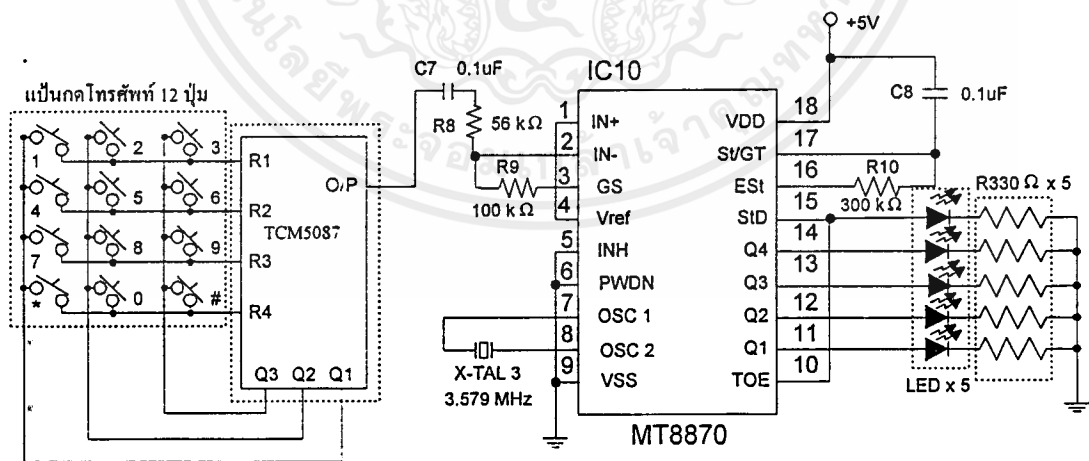 +5V
C7 0.1uF
IC10
แป้นกดโทรศัพท์ 12 ปุ่ม
R8 56 kΩ
R9
100 kΩ
1 2 3
4 5 6
7 8 9
* 0 #
R1
R2
R3
R4
O/P
TCM5087
Q3 Q2 Q1
1 IN+
2 IN-
3 GS
4 Vref
5 INH
6 PWDN
7 OSC 1
8 OSC 2
9 VSS
18 VDD
17 St/GT
16 ESt
15 StD
14 Q4
13 Q3
12 Q2
11 Q1
10 TOE
MT8870
X-TAL 3
3.579 MHz
C8 0.1uF
R10
300 kΩ
R330 Ω x 5
LED x 5